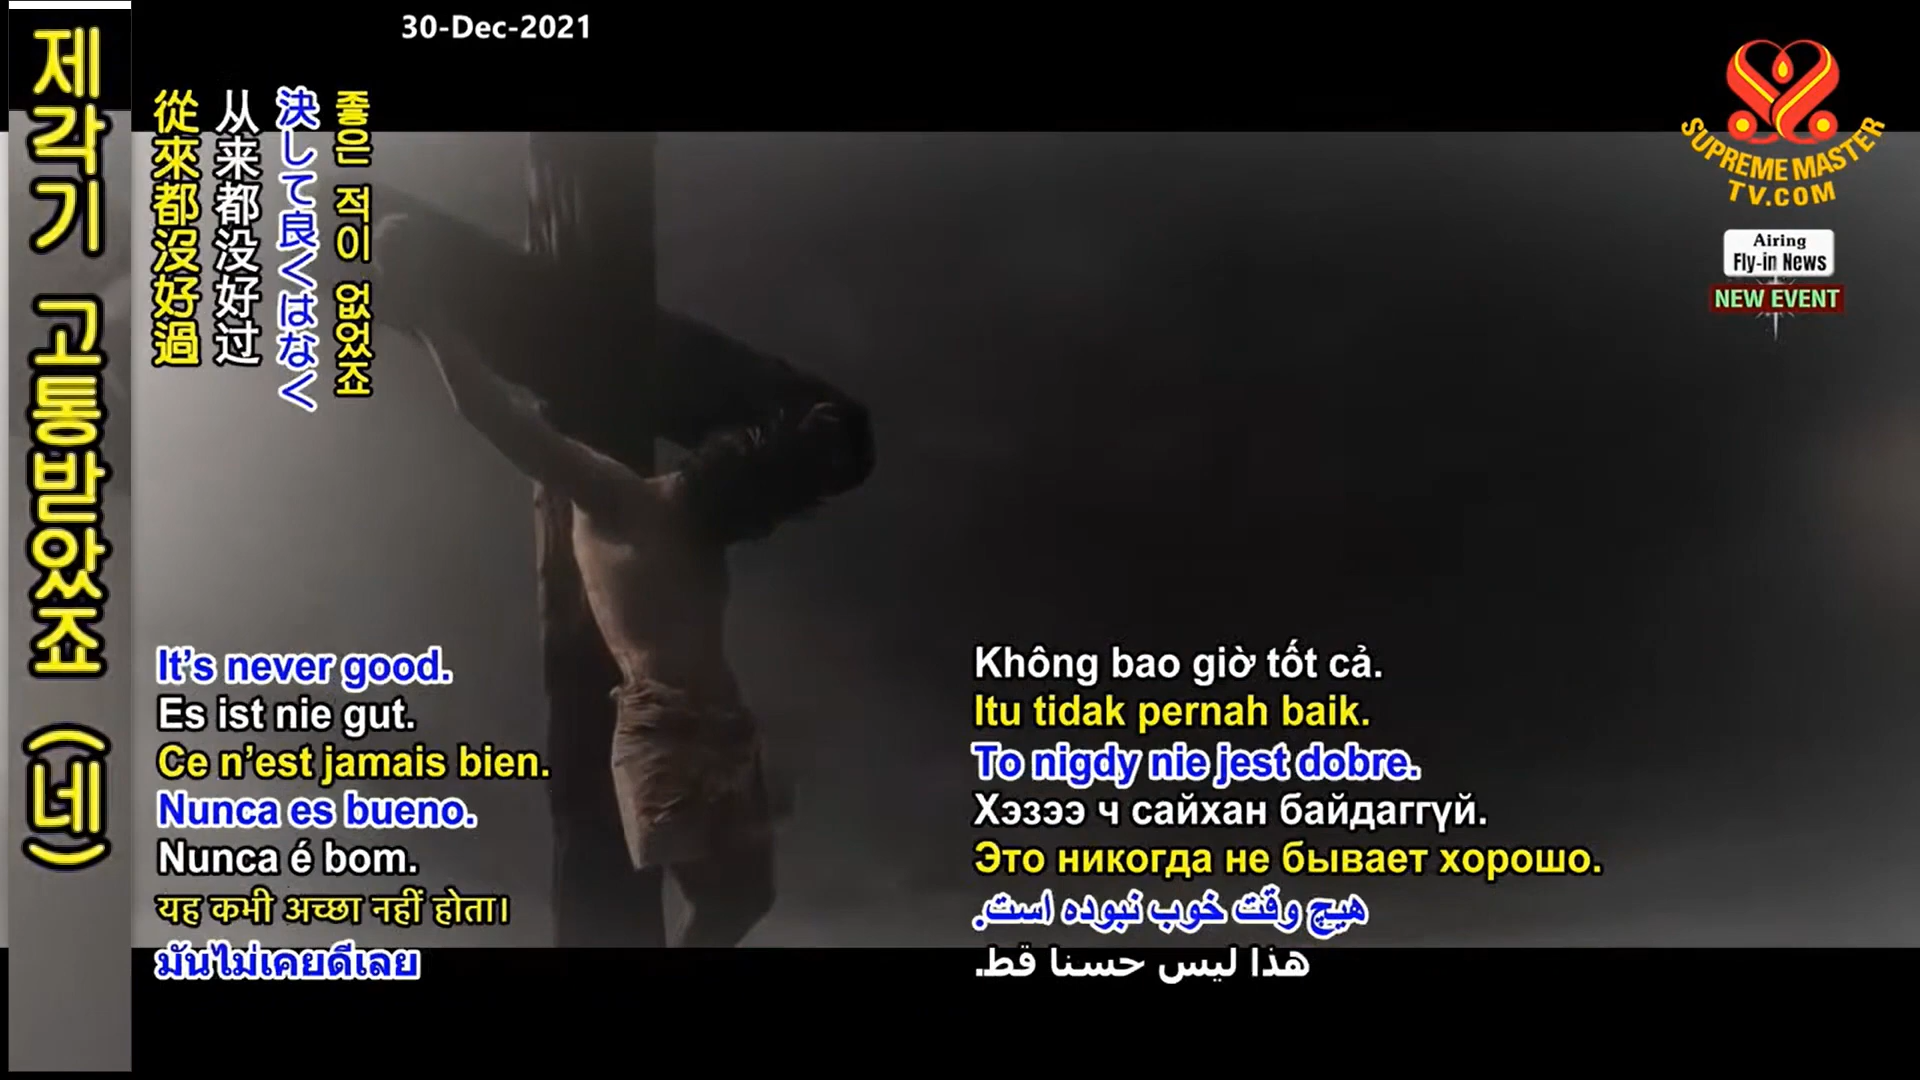 30-Dec-2021
제각기 고통받았죠 (네)
從來都沒好過
从来都没好过
決して良くはなく
좋은 적이 없었죠
SUPREME MASTER
TV.COM
Airing
Fly-in News
NEW EVENT
It's never good.
Es ist nie gut.
Ce n'est jamais bien.
Nunca es bueno.
Nunca é bom.
यह कभी अच्छा नहीं होता।
มันไม่เคยดีเลย
Không bao giờ tốt cả.
Itu tidak pernah baik.
To nigdy nie jest dobre.
Хэзээ ч сайхан байдаггүй.
Это никогда не бывает хорошо.
هیچ وقت خوب نبوده است.
هذا ليس حسنا قط.